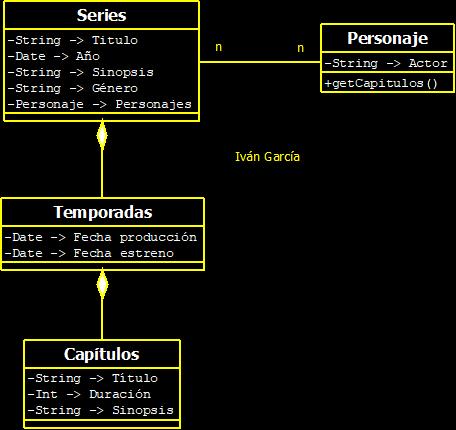 Series
-String -> Titulo
-Date -> Año
-String -> Sinopsis
-String -> Género
-Personaje -> Personajes
n
n
Personaje
-String -> Actor
+getCapitulos()
Iván García
Temporadas
-Date -> Fecha producción
-Date -> Fecha estreno
Capítulos
-String -> Título
-Int -> Duración
-String -> Sinopsis